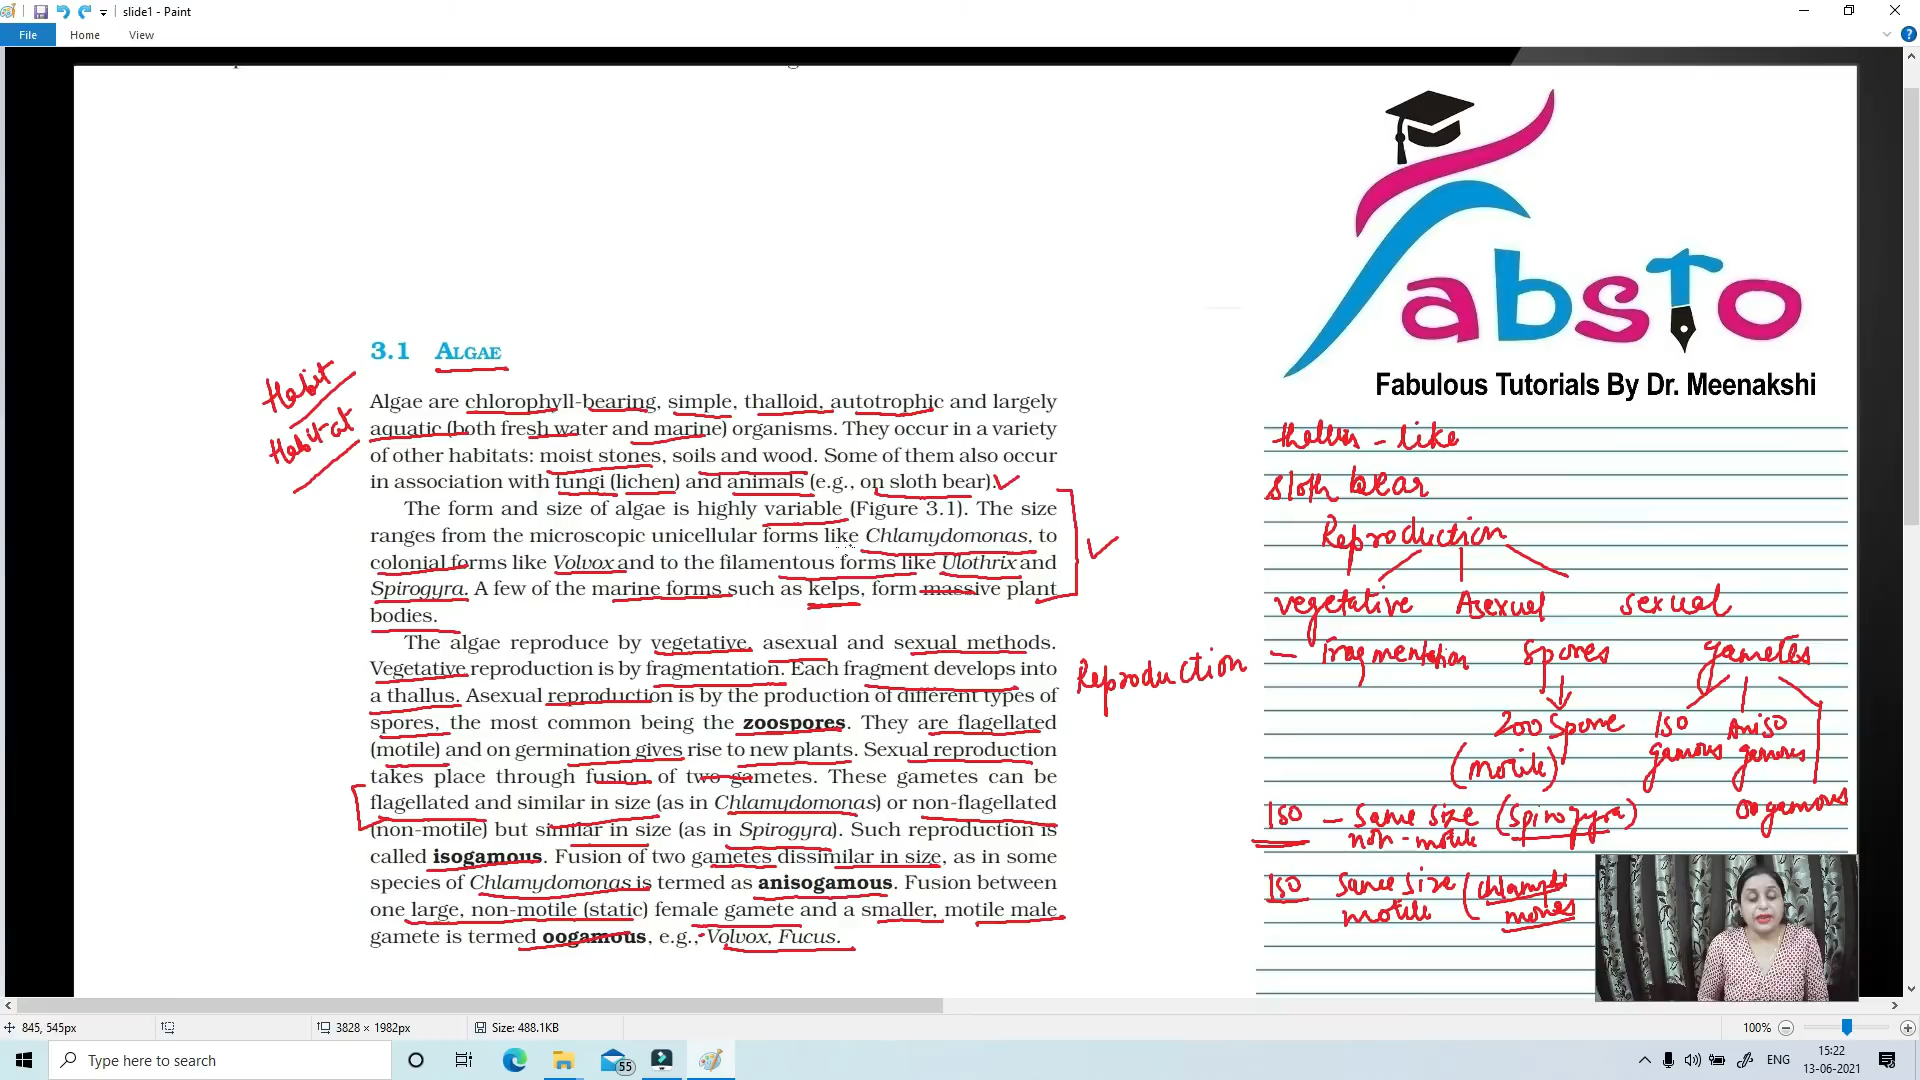 slide1 - Paint
File Home View
absTo
Fabulous Tutorials By Dr. Meenakshi
3.1 ALGAE
Habit
Habitat
Algae are chlorophyll-bearing, simple, thalloid, autotrophic and largely
aquatic (both fresh water and marine) organisms. They occur in a variety
of other habitats: moist stones, soils and wood. Some of them also occur
in association with fungi (lichen) and animals (e.g., on sloth bear).
The form and size of algae is highly variable (Figure 3.1). The size
ranges from the microscopic unicellular forms like Chlamydomonas, to
colonial forms like Volvox and to the filamentous forms like Ulothrix and
Spirogyra. A few of the marine forms such as kelps, form massive plant
bodies.
The algae reproduce by vegetative, asexual and sexual methods.
Vegetative reproduction is by fragmentation. Each fragment develops into
a thallus. Asexual reproduction is by the production of different types of
spores, the most common being the zoospores. They are flagellated
(motile) and on germination gives rise to new plants. Sexual reproduction
takes place through fusion of two gametes. These gametes can be
flagellated and similar in size (as in Chlamydomonas) or non-flagellated
(non-motile) but similar in size (as in Spirogyra). Such reproduction is
called isogamous. Fusion of two gametes dissimilar in size, as in some
species of Chlamydomonas is termed as anisogamous. Fusion between
one large, non-motile (static) female gamete and a smaller, motile male
gamete is termed oogamous, e.g., Volvox, Fucus.
Reproduction
thallus - like
sloth bear
Reproduction
vegetative Asexual sexual
- fragmentation Spores gametes
zoo Spore Iso Aniso
(motile) gamous gamous
oogamous
ISO - Same size (Spirogyra)
non-motile
ISO Same size (chlamydo
motile monas
845, 545px 3828 × 1982px Size: 488.1KB 100%
Type here to search
55
ENG
15:22
13-06-2021